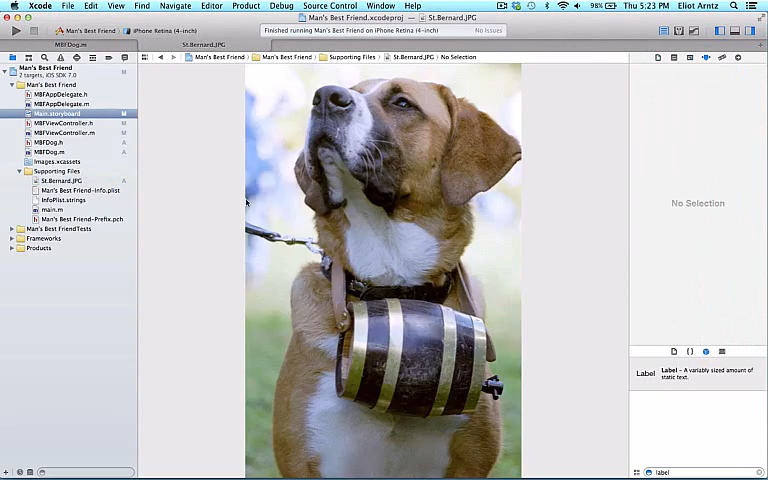 Xcode File Edit View Find Navigate Editor Product Debug Source Control Window Help 98% Thu 5:23 PM Eliot Arntz
Man's Best Friend.xcodeproj — St.Bernard.JPG
Man's Best Friend iPhone Retina (4-inch) Finished running Man's Best Friend on iPhone Retina (4-inch) No Issues
MBFDog.m St.Bernard.JPG
Man's Best Friend Man's Best Friend Supporting Files St.Bernard.JPG No Selection
Man's Best Friend M
2 targets, iOS SDK 7.0
Man's Best Friend
MBFAppDelegate.h
MBFAppDelegate.m
Main.storyboard M
MBFViewController.h M
MBFViewController.m M
MBFDog.h A
MBFDog.m A
Images.xcassets
Supporting Files
St.Bernard.JPG A
Man's Best Friend-Info.plist
InfoPlist.strings
main.m
Man's Best Friend-Prefix.pch
Man's Best FriendTests
Frameworks
Products
No Selection
Label Label - A variably sized amount of
static text.
label